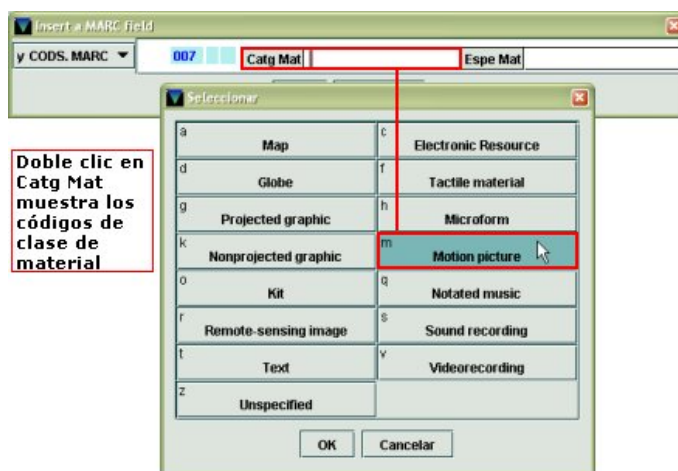 Insert a MARC field
y CODS. MARC 007 Catg Mat Espe Mat
Seleccionar
a Map
c Electronic Resource
d Globe
f Tactile material
g Projected graphic
h Microform
k Nonprojected graphic
m Motion picture
o Kit
q Notated music
r Remote-sensing image
s Sound recording
t Text
v Videorecording
z Unspecified
OK Cancelar
Doble clic en
Catg Mat
muestra los
códigos de
clase de
material